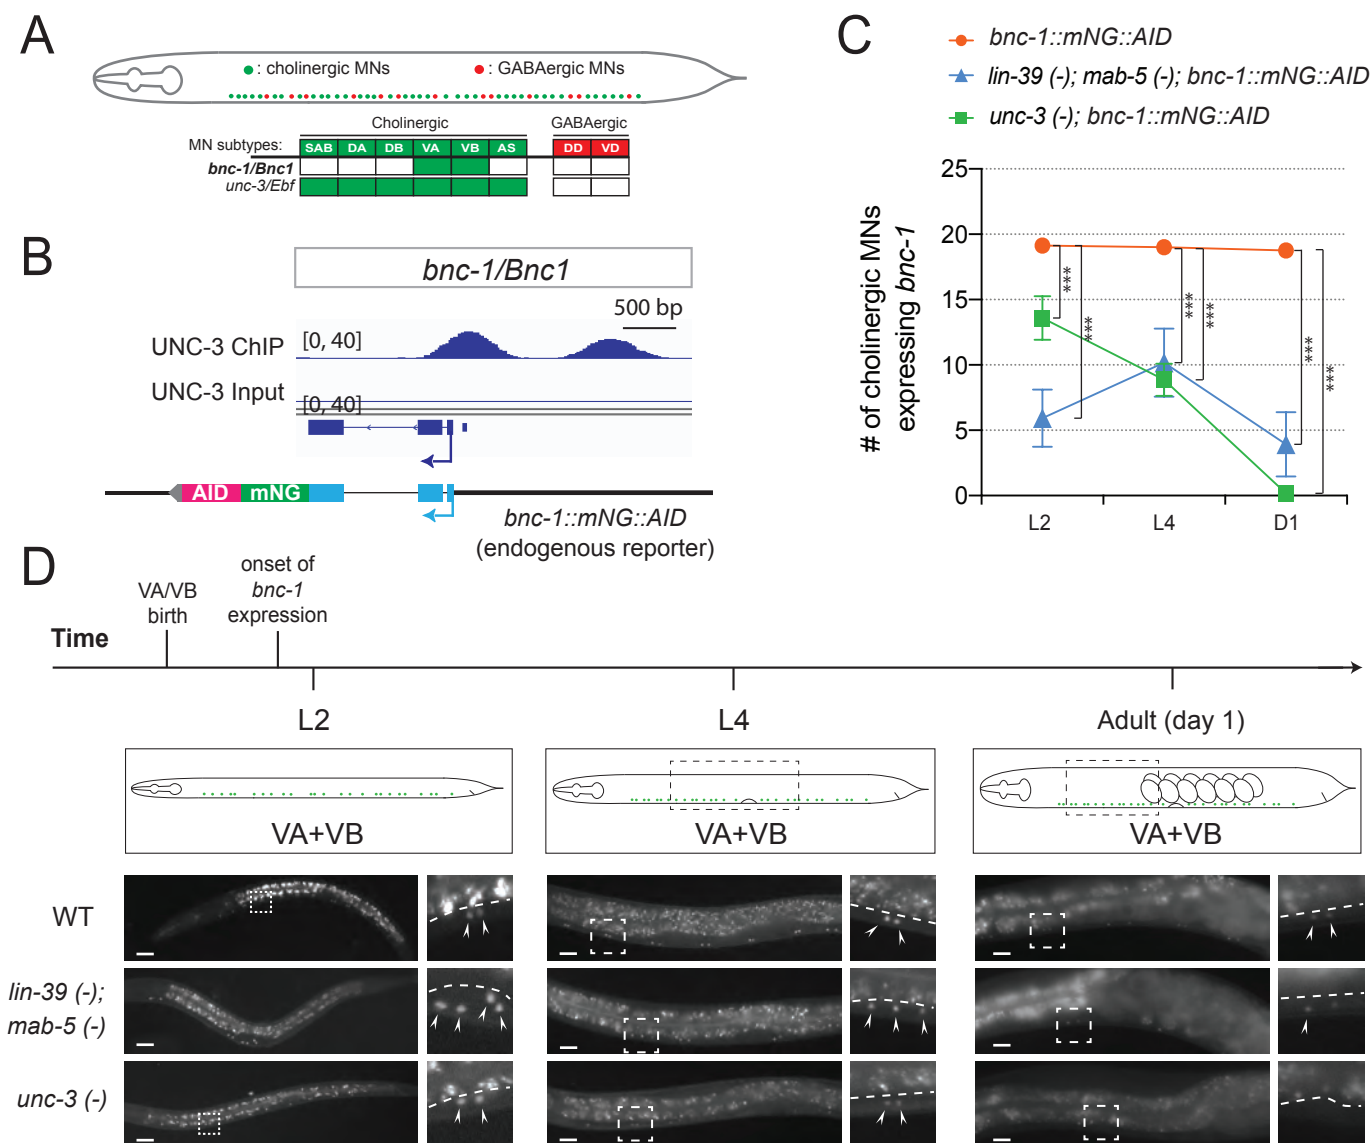 A
: cholinergic MNs
: GABAergic MNs
Cholinergic
GABAergic
MN subtypes:
SAB DA DB VA VB AS DD VD
bnc-1/Bnc1
unc-3/Ebf
B
bnc-1/Bnc1
500 bp
UNC-3 ChIP
[0, 40]
UNC-3 Input
[0, 40]
AID mNG
bnc-1::mNG::AID
(endogenous reporter)
C
bnc-1::mNG::AID
lin-39 (-); mab-5 (-); bnc-1::mNG::AID
unc-3 (-); bnc-1::mNG::AID
# of cholinergic MNs
expressing bnc-1
25
20
15
10
5
0
***
***
***
***
***
***
L2
L4
D1
D
VA/VB
birth
onset of
bnc-1
expression
Time
L2
L4
Adult (day 1)
VA+VB
VA+VB
VA+VB
WT
lin-39 (-);
mab-5 (-)
unc-3 (-)